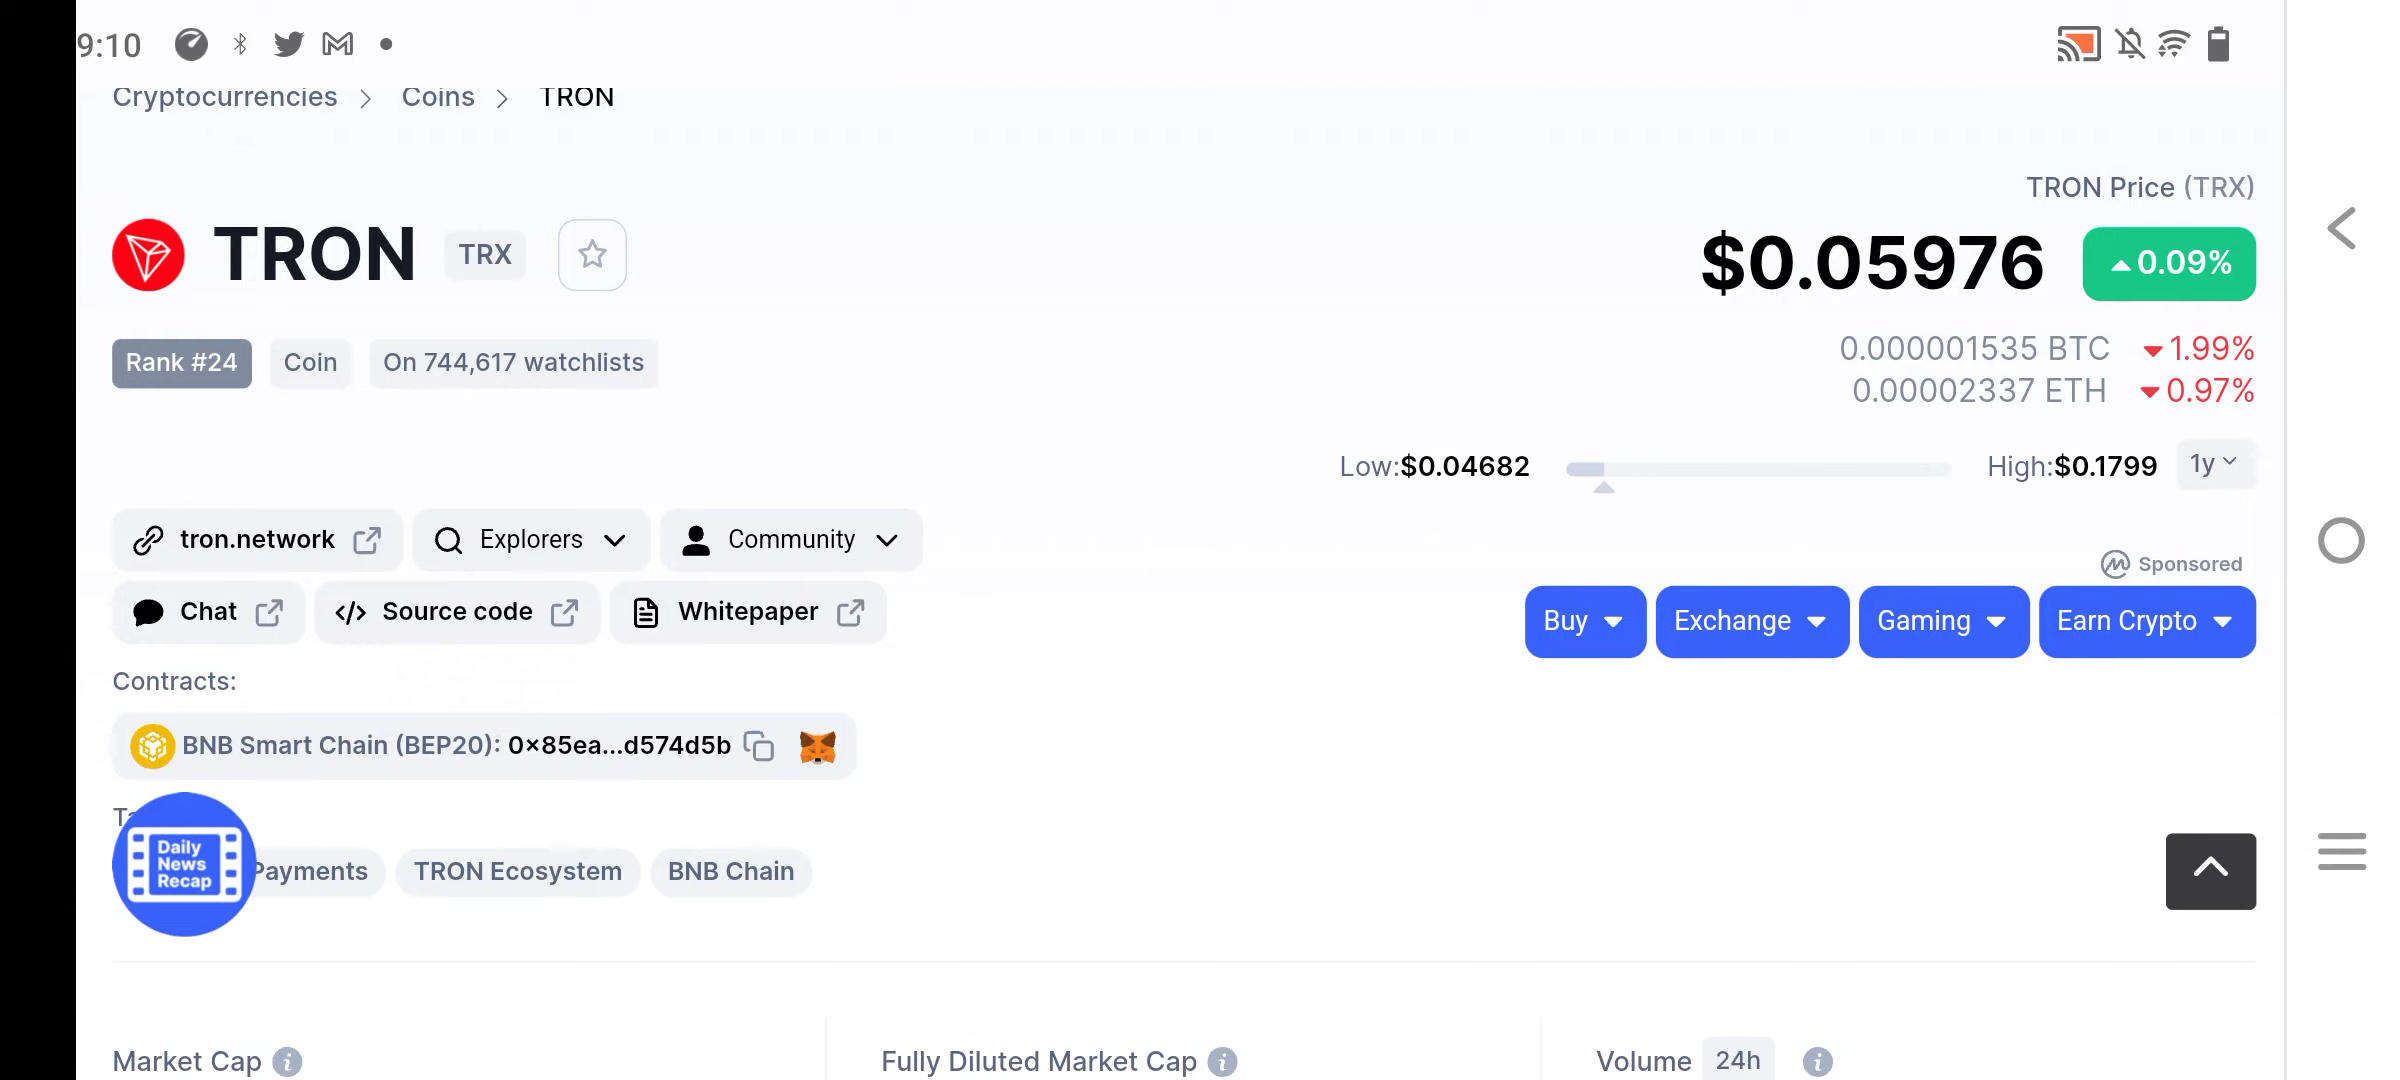 9:10
Cryptocurrencies > Coins > TRON
TRON Price (TRX)
TRON TRX
$0.05976 0.09%
Rank #24 Coin On 744,617 watchlists
0.000001535 BTC 1.99%
0.00002337 ETH 0.97%
Low:$0.04682 High:$0.1799 1y
tron.network Explorers Community
Sponsored
Chat Source code Whitepaper
Buy Exchange Gaming Earn Crypto
Contracts:
BNB Smart Chain (BEP20): 0x85ea...d574d5b
Daily
News
Recap
Payments TRON Ecosystem BNB Chain
Market Cap Fully Diluted Market Cap Volume 24h